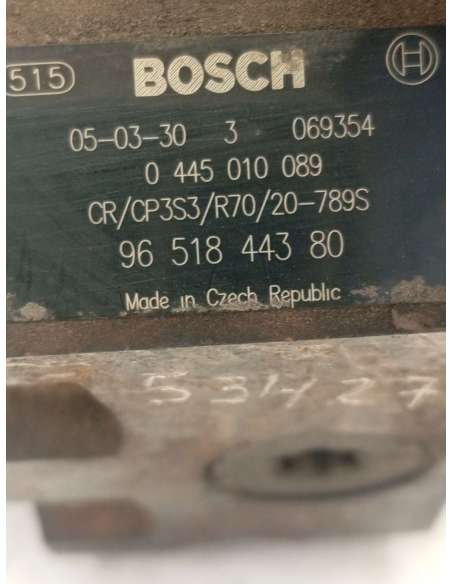 515 BOSCH
05-03-30 3 069354
0 445 010 089
CR/CP3S3/R70/20-789S
96 518 443 80
Made in Czech Republic
53427